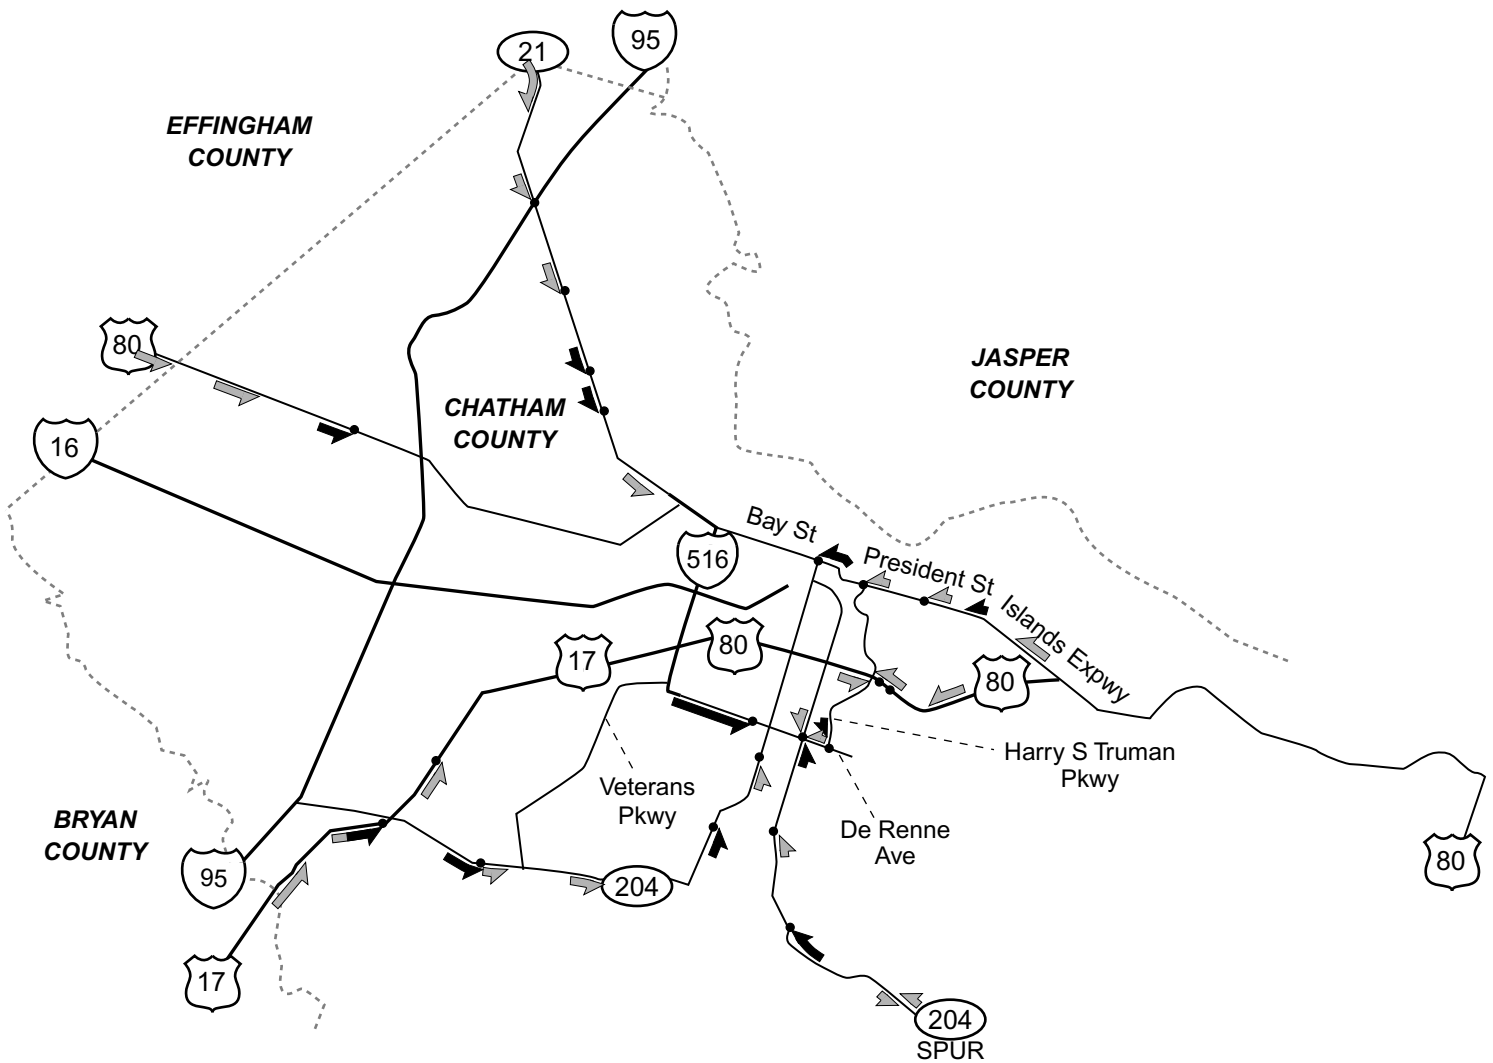 21
95
EFFINGHAM
COUNTY
80
JASPER
COUNTY
CHATHAM
COUNTY
16
Bay St
516
President St
Islands Expwy
17
80
80
Harry S Truman
Pkwy
Veterans
Pkwy
De Renne
Ave
BRYAN
COUNTY
80
95
204
17
204
SPUR